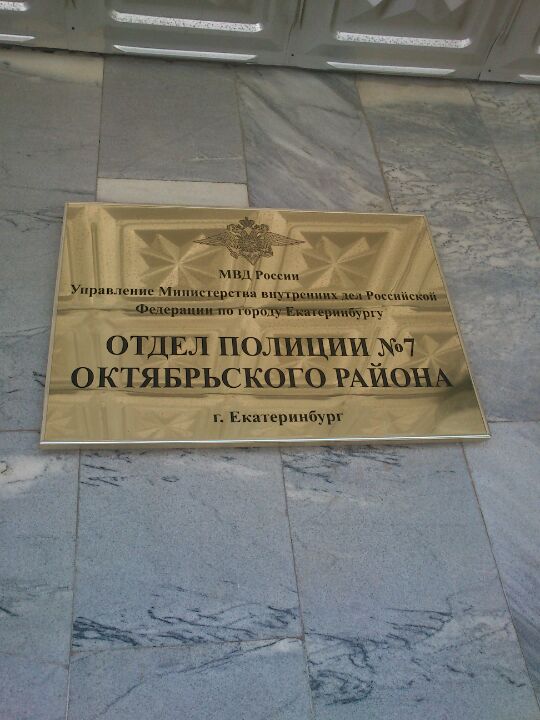 МВД России
Управление Министерства внутренних дел Российской
Федерации по городу Екатеринбургу
ОТДЕЛ ПОЛИЦИИ №7
ОКТЯБРЬСКОГО РАЙОНА
г. Екатеринбург